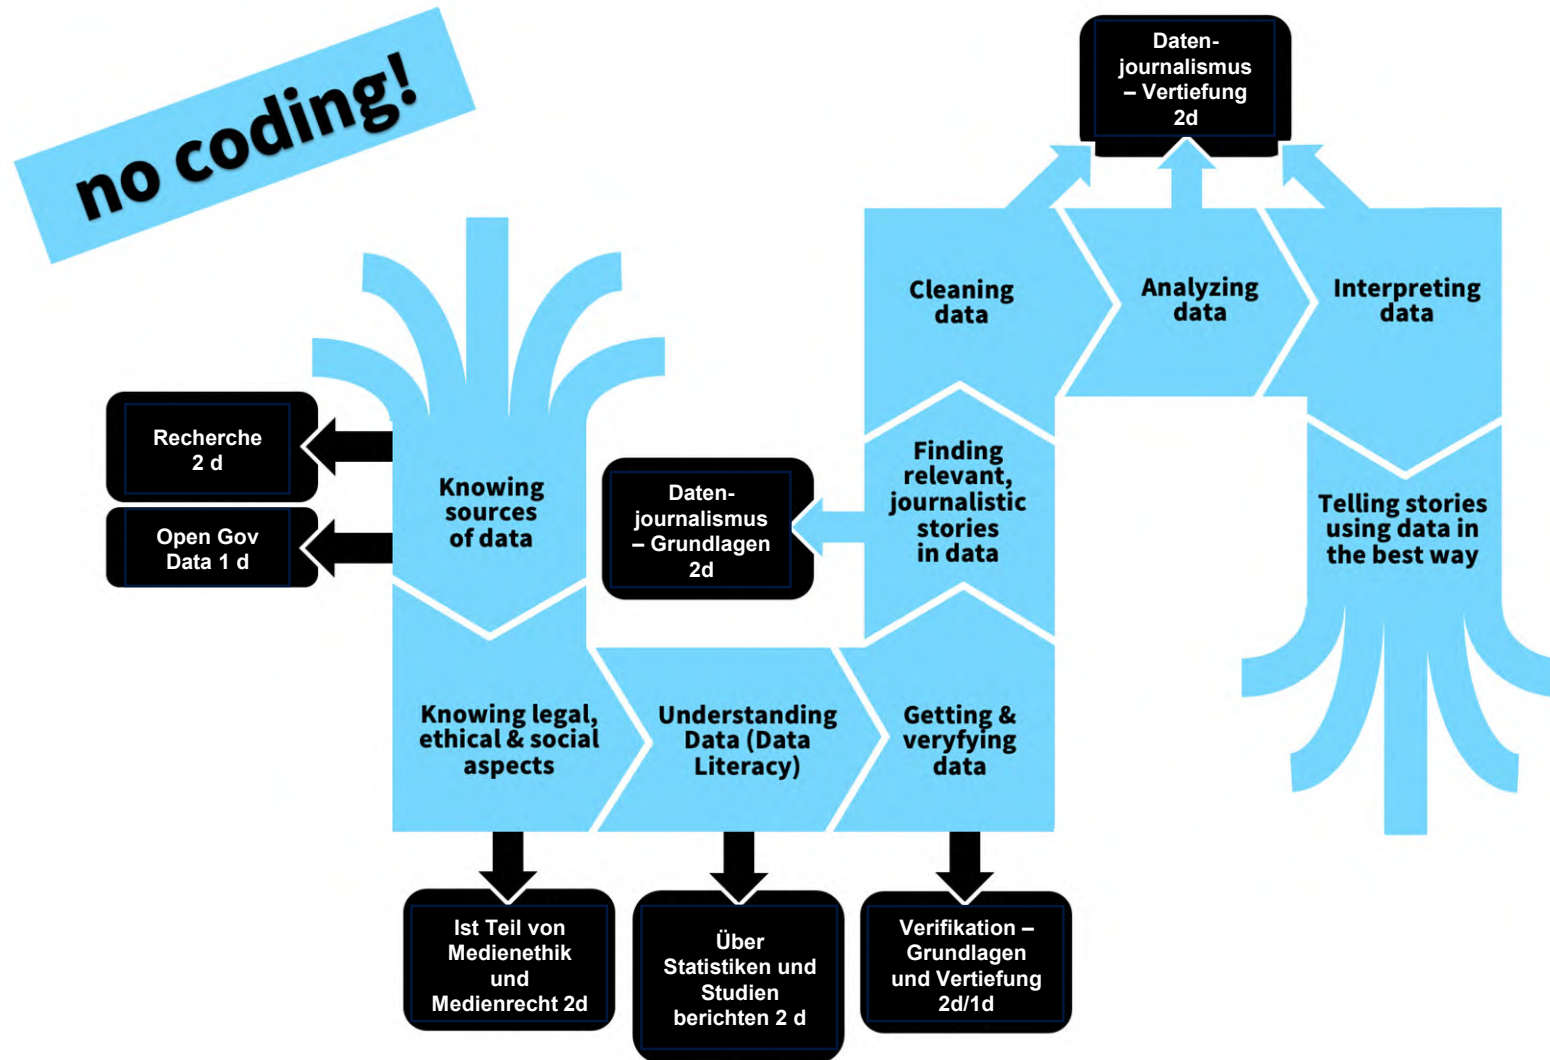 no coding!
Daten-
journalismus
– Vertiefung
2d
Cleaning
data
Analyzing
data
Interpreting
data
Recherche
2 d
Open Gov
Data 1 d
Knowing
sources
of data
Daten-
journalismus
– Grundlagen
2d
Finding
relevant,
journalistic
stories
in data
Telling stories
using data in
the best way
Knowing legal,
ethical & social
aspects
Understanding
Data (Data
Literacy)
Getting &
veryfying
data
Ist Teil von
Medienethik
und
Medienrecht 2d
Über
Statistiken und
Studien
berichten 2 d
Verifikation –
Grundlagen
und Vertiefung
2d/1d